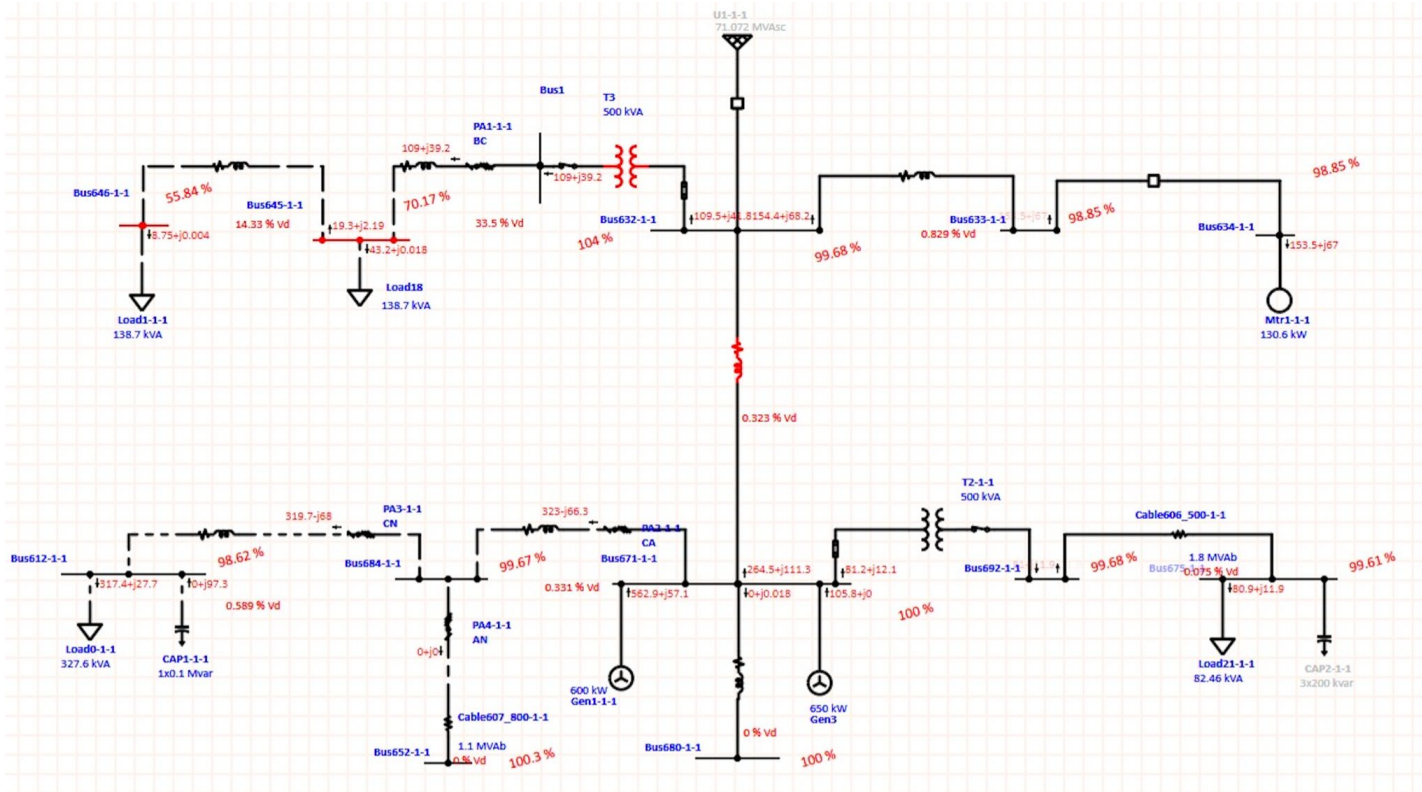 U1-1-1
71.072 MVAsc
Bus1
T3
500 kVA
PA1-1-1
BC
109+j39.2
109+j39.2
Bus646-1-1
55.84 %
Bus645-1-1
14.33 % Vd
70.17 %
33.5 % Vd
19.3+j2.19
8.75+j0.004
43.2+j0.018
Load1-1-1
138.7 kVA
Load18
138.7 kVA
Bus632-1-1
104 %
109.5+j41.8
154.4+j68.2
99.68 %
Bus633-1-1
0.829 % Vd
98.85 %
98.85 %
Bus634-1-1
153.5+j67
Mtr1-1-1
130.6 kW
0.323 % Vd
T2-1-1
500 kVA
PA3-1-1
CN
319.7-j68
323-j66.3
PA2-1-1
CA
Cable606_500-1-1
Bus612-1-1
98.62 %
Bus684-1-1
99.67 %
Bus671-1-1
264.5+j111.3
81.2+j12.1
Bus692-1-1
99.68 %
1.8 MVAb
0.075 % Vd
Bus675-1-1
99.61 %
317.4+j27.7
0+j97.3
0.589 % Vd
0.331 % Vd
562.9+j57.1
0+j0.018
105.8+j0
100 %
80.9+j11.9
Load0-1-1
327.6 kVA
CAP1-1-1
1x0.1 Mvar
PA4-1-1
AN
0+j0
600 kW
Gen1-1-1
650 kW
Gen3
Load21-1-1
82.46 kVA
CAP2-1-1
3x200 kvar
Cable607_800-1-1
Bus652-1-1
1.1 MVAb
0 % Vd
100.3 %
Bus680-1-1
0 % Vd
100 %